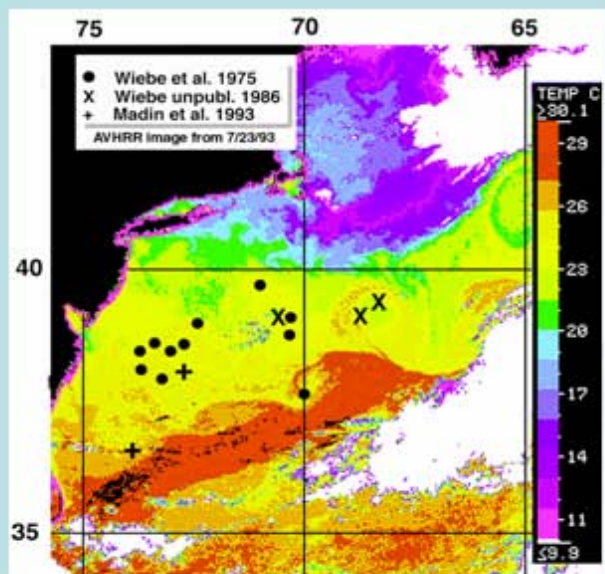 75 70 65
● Wiebe et al. 1975
X Wiebe unpubl. 1986
+ Madin et al. 1993
AVHRR image from 7/23/93
TEMP C
≥30.1
29
26
23
20
17
14
11
≤9.9
40
35